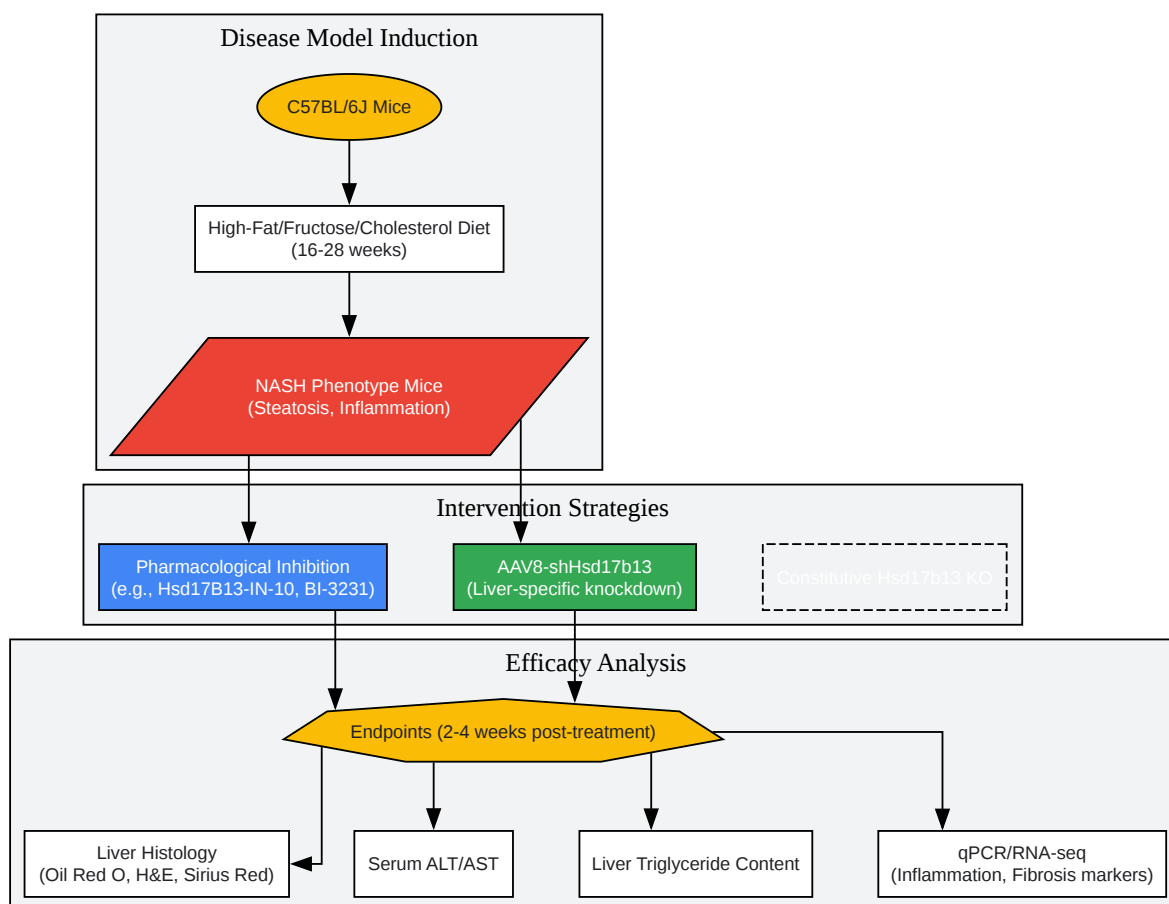 Disease Model Induction
C57BL/6J Mice
High-Fat/Fructose/Cholesterol Diet
(16-28 weeks)
NASH Phenotype Mice
(Steatosis, Inflammation)
Intervention Strategies
Pharmacological Inhibition
(e.g., Hsd17B13-IN-10, BI-3231)
AAV8-shHsd17b13
(Liver-specific knockdown)
Constitutive Hsd17b13 KO
Efficacy Analysis
Endpoints (2-4 weeks post-treatment)
Liver Histology
(Oil Red O, H&E, Sirius Red)
Serum ALT/AST
Liver Triglyceride Content
qPCR/RNA-seq
(Inflammation, Fibrosis markers)